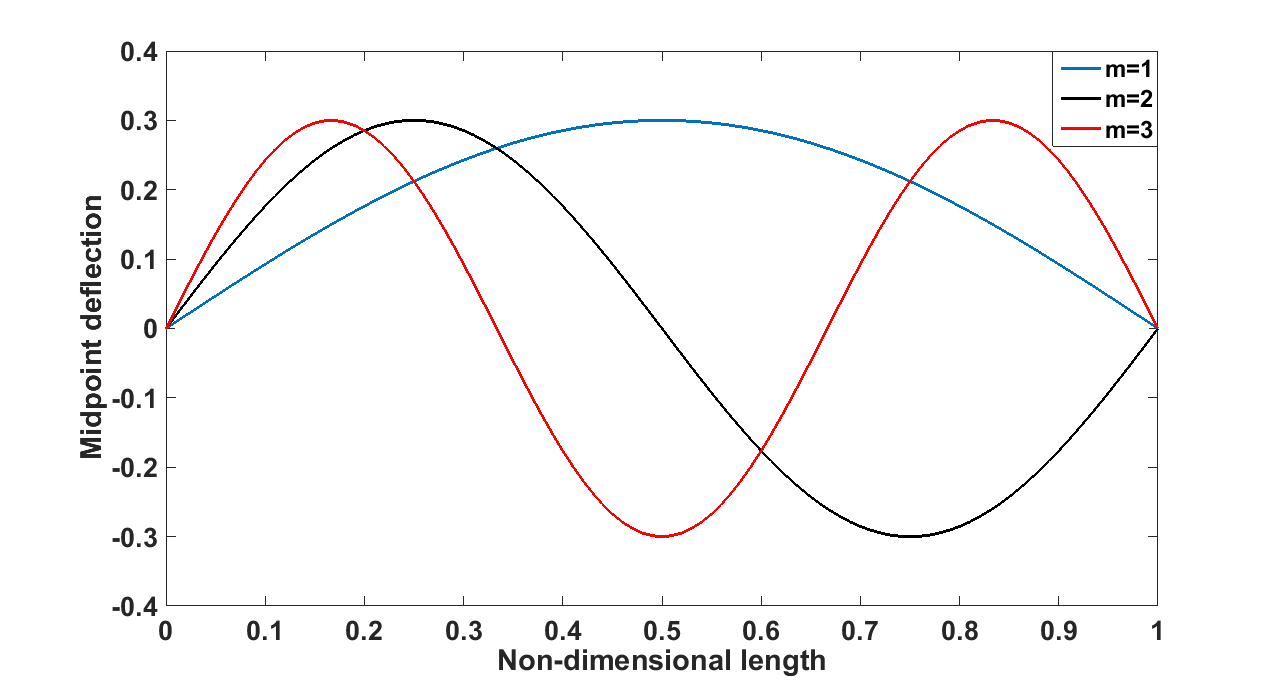 0.4
0.3
0.2
0.1
0
-0.1
-0.2
-0.3
-0.4
Midpoint deflection
m=1
m=2
m=3
0 0.1 0.2 0.3 0.4 0.5 0.6 0.7 0.8 0.9 1
Non-dimensional length